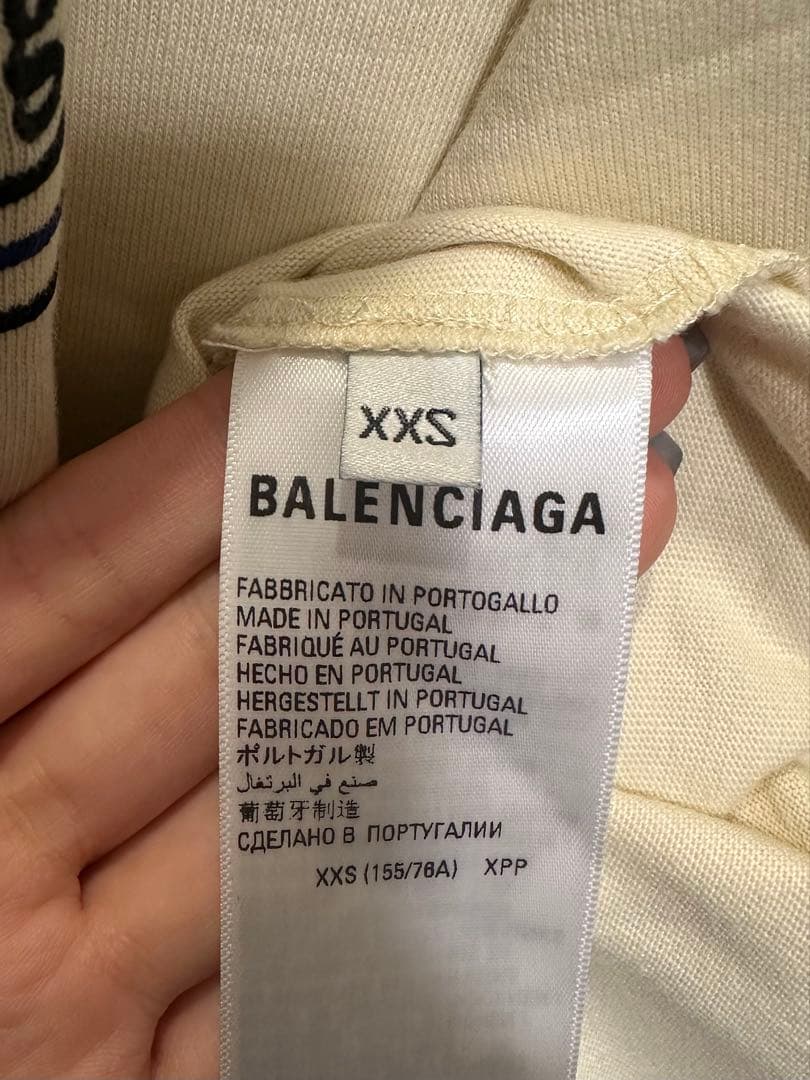 XXS
BALENCIAGA
FABBRICATO IN PORTOGALLO
MADE IN PORTUGAL
FABRIQUÉ AU PORTUGAL
HECHO EN PORTUGAL
HERGESTELLT IN PORTUGAL
FABRICADO EM PORTUGAL
ポルトガル製
صنع في البرتغال
葡萄牙制造
СДЕЛАНО В ПОРТУГАЛИИ
XXS (155/76A) XPP